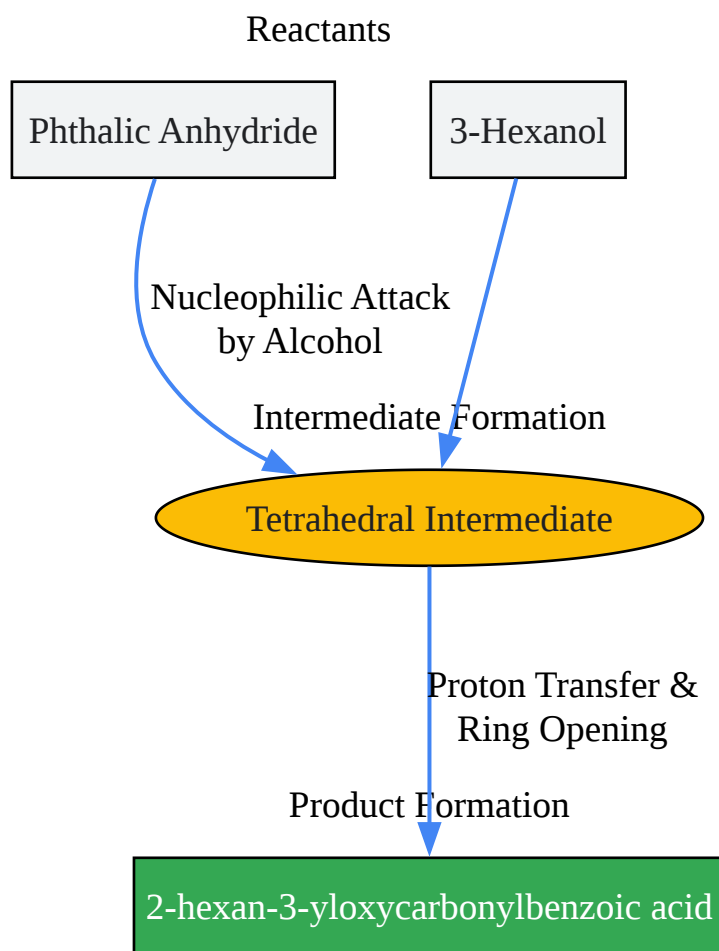 Reactants
Phthalic Anhydride
3-Hexanol
Nucleophilic Attack
by Alcohol
Intermediate Formation
Tetrahedral Intermediate
Proton Transfer &
Ring Opening
Product Formation
2-hexan-3-yloxycarbonylbenzoic acid